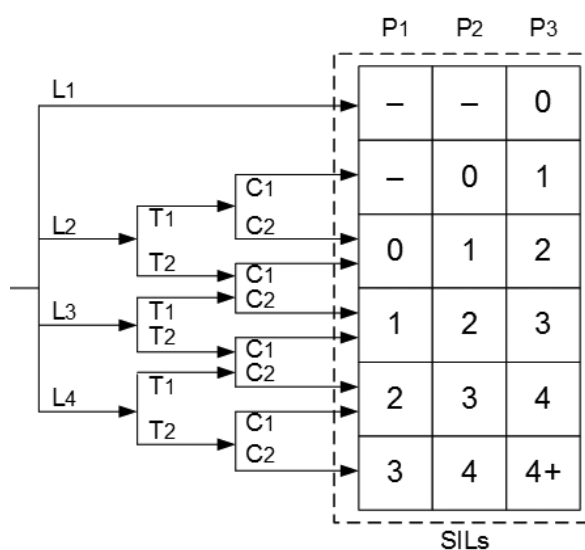 P1 P2 P3
L1
– – 0
C1
– 0 1
T1
L2
C2
0 1 2
T2
C1
T1
C2
L3
1 2 3
T2
C1
T1
C2
2 3 4
L4
C1
T2
C2
3 4 4+
SILs